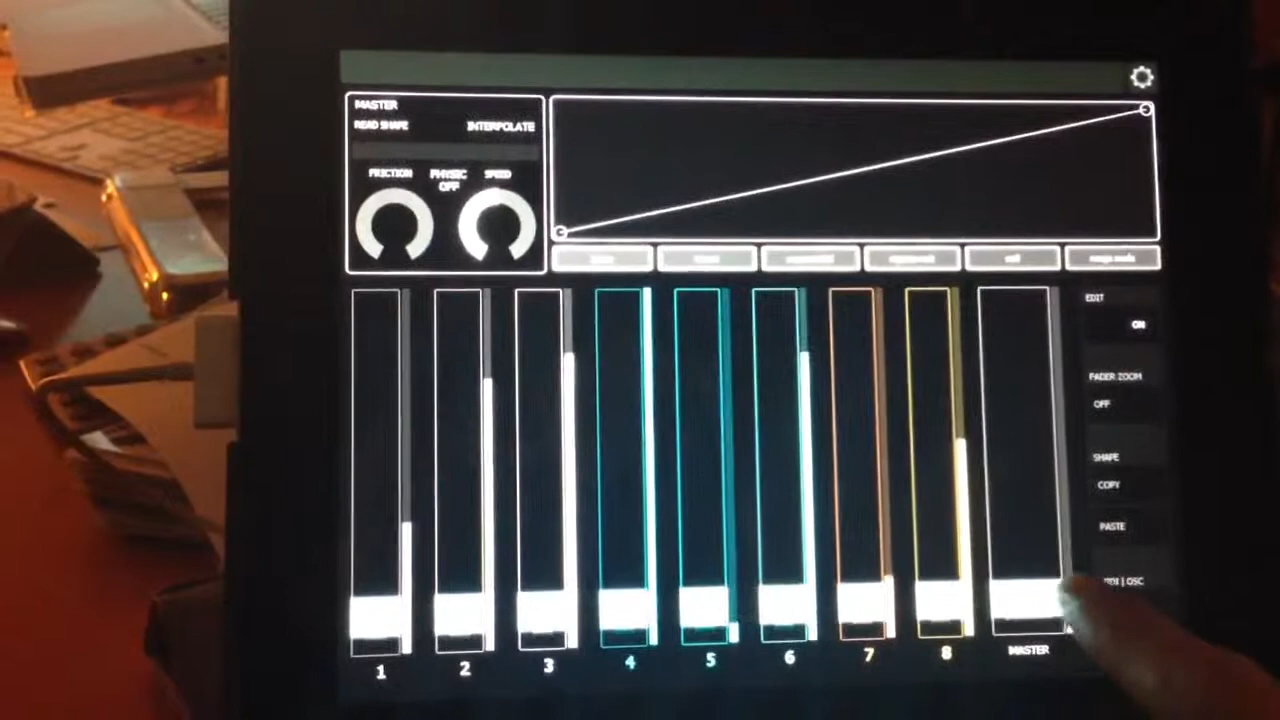 MASTER
READ SHAPE INTERPOLATE
FRICTION PHYSIC OFF SPEED
EDIT
ON
FADER ZOOM
OFF
SHAPE
COPY
PASTE
| OSC
1 2 3 4 5 6 7 8 MASTER